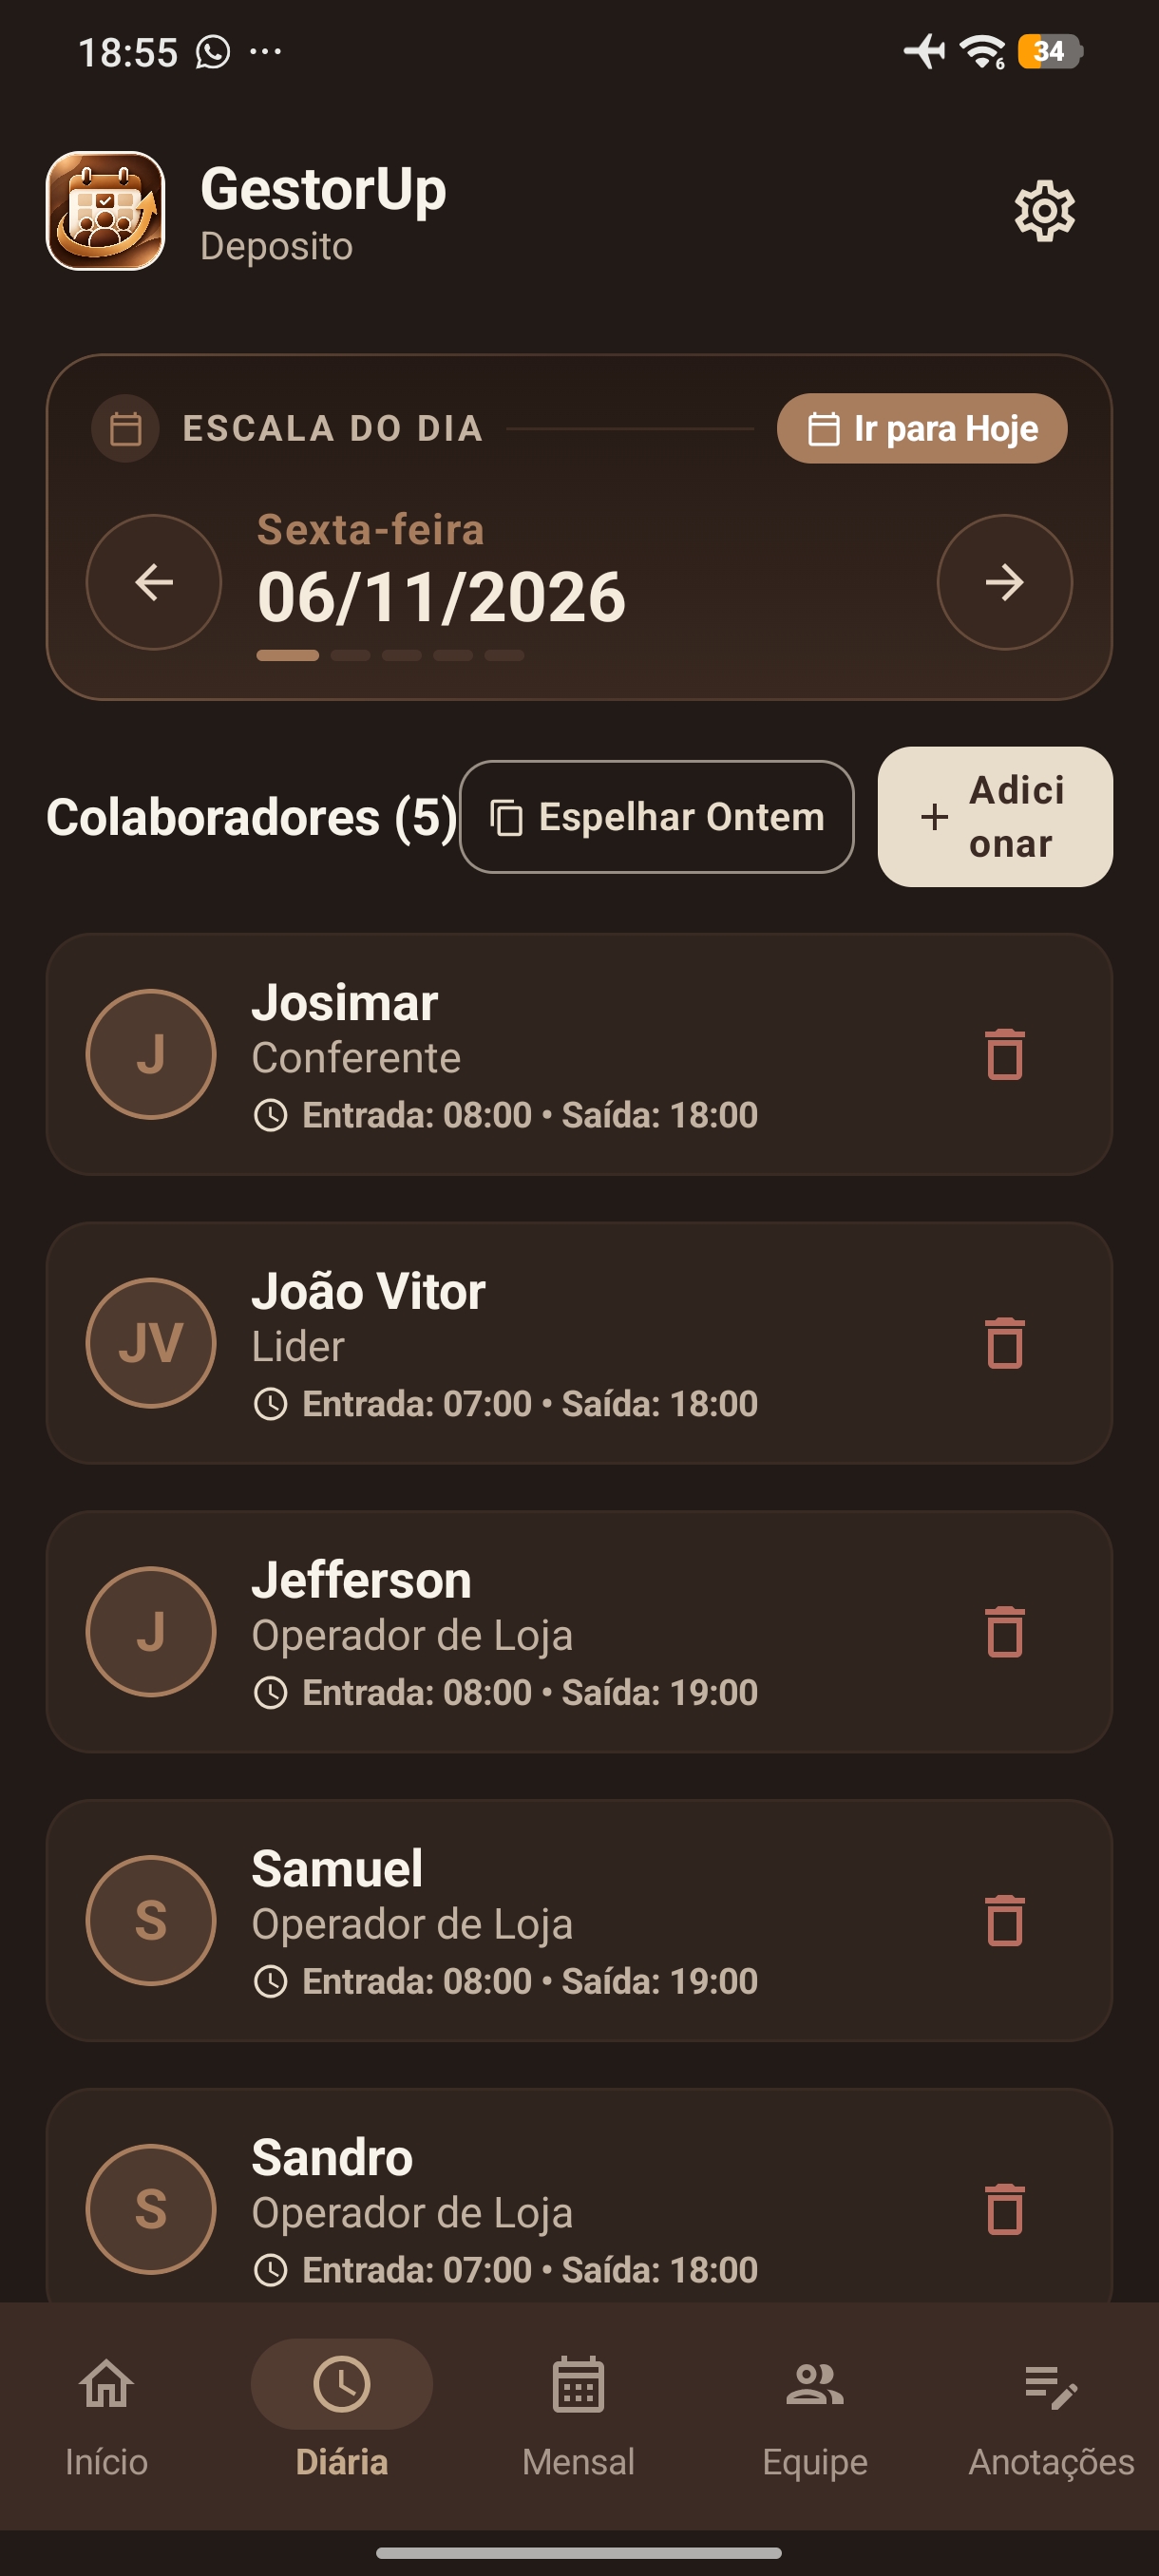 18:55
6
34
GestorUp
Deposito
ESCALA DO DIA
Ir para Hoje
Sexta-feira
06/11/2026
Colaboradores (5)
Espelhar Ontem
Adici
onar
J
Josimar
Conferente
Entrada: 08:00 • Saída: 18:00
JV
João Vitor
Lider
Entrada: 07:00 • Saída: 18:00
J
Jefferson
Operador de Loja
Entrada: 08:00 • Saída: 19:00
S
Samuel
Operador de Loja
Entrada: 08:00 • Saída: 19:00
S
Sandro
Operador de Loja
Entrada: 07:00 • Saída: 18:00
Início
Diária
Mensal
Equipe
Anotações